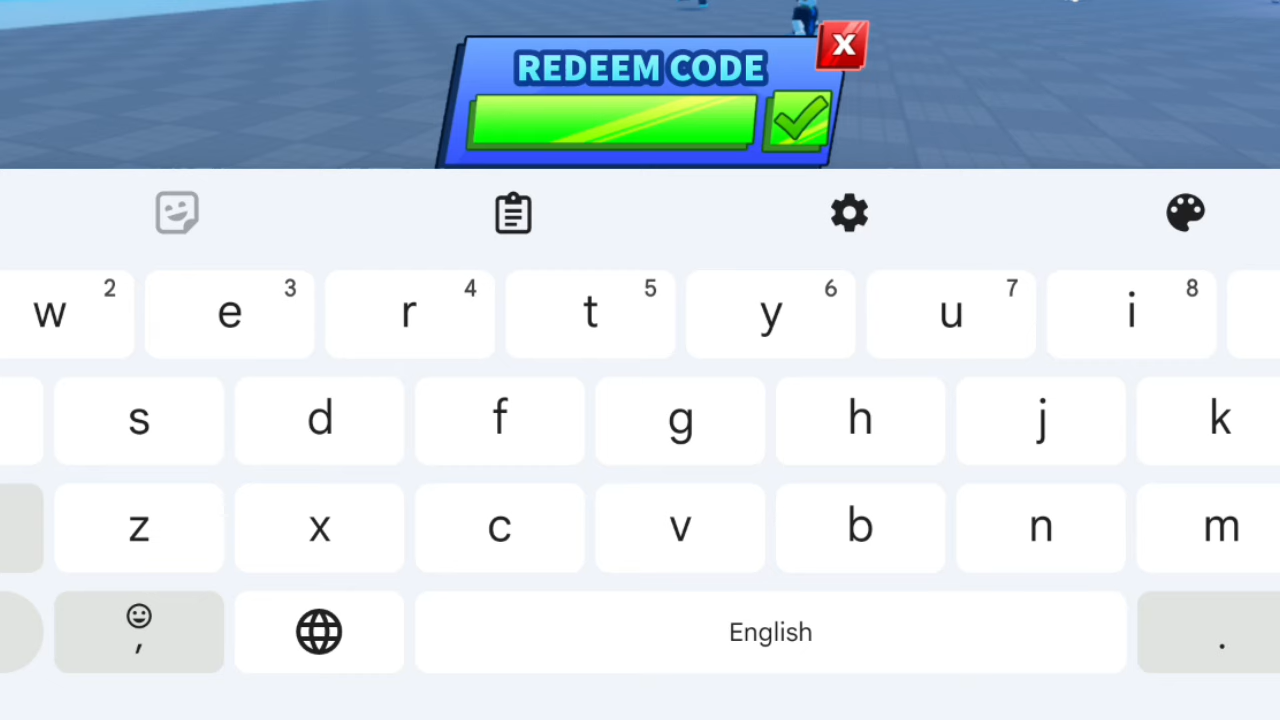 REDEEM CODE
X
w 2 e 3 r 4 t 5 y 6 u 7 i 8
s d f g h j k
z x c v b n m
, English .